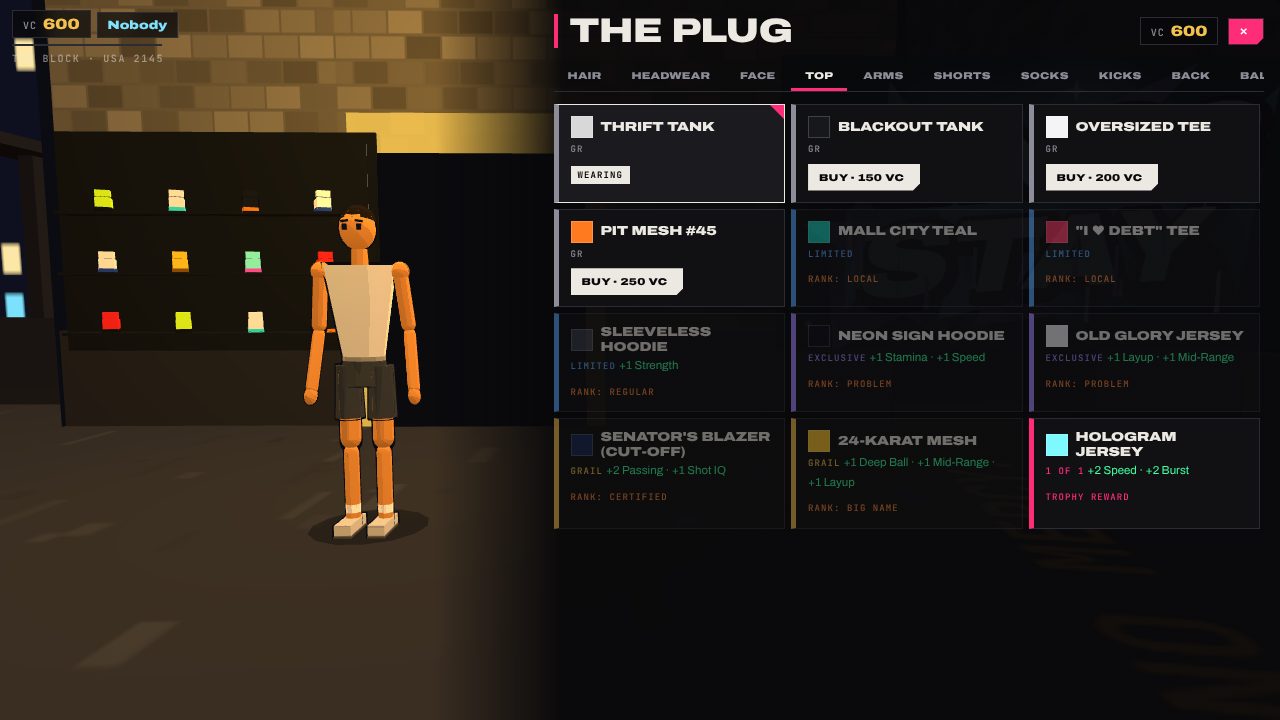 VC 600
Nobody
BLOCK · USA 2145
THE PLUG
VC 600
×
HAIR HEADWEAR FACE TOP ARMS SHORTS SOCKS KICKS BACK BAL
THRIFT TANK
GR
WEARING
BLACKOUT TANK
GR
BUY · 150 VC
OVERSIZED TEE
GR
BUY · 200 VC
PIT MESH #45
GR
BUY · 250 VC
MALL CITY TEAL
LIMITED
RANK: LOCAL
"I ♥ DEBT" TEE
LIMITED
RANK: LOCAL
SLEEVELESS
HOODIE
LIMITED +1 Strength
RANK: REGULAR
NEON SIGN HOODIE
EXCLUSIVE +1 Stamina · +1 Speed
RANK: PROBLEM
OLD GLORY JERSEY
EXCLUSIVE +1 Layup · +1 Mid-Range
RANK: PROBLEM
SENATOR'S BLAZER
(CUT-OFF)
GRAIL +2 Passing · +1 Shot IQ
RANK: CERTIFIED
24-KARAT MESH
GRAIL +1 Deep Ball · +1 Mid-Range ·
+1 Layup
RANK: BIG NAME
HOLOGRAM
JERSEY
1 OF 1 +2 Speed · +2 Burst
TROPHY REWARD
STAY